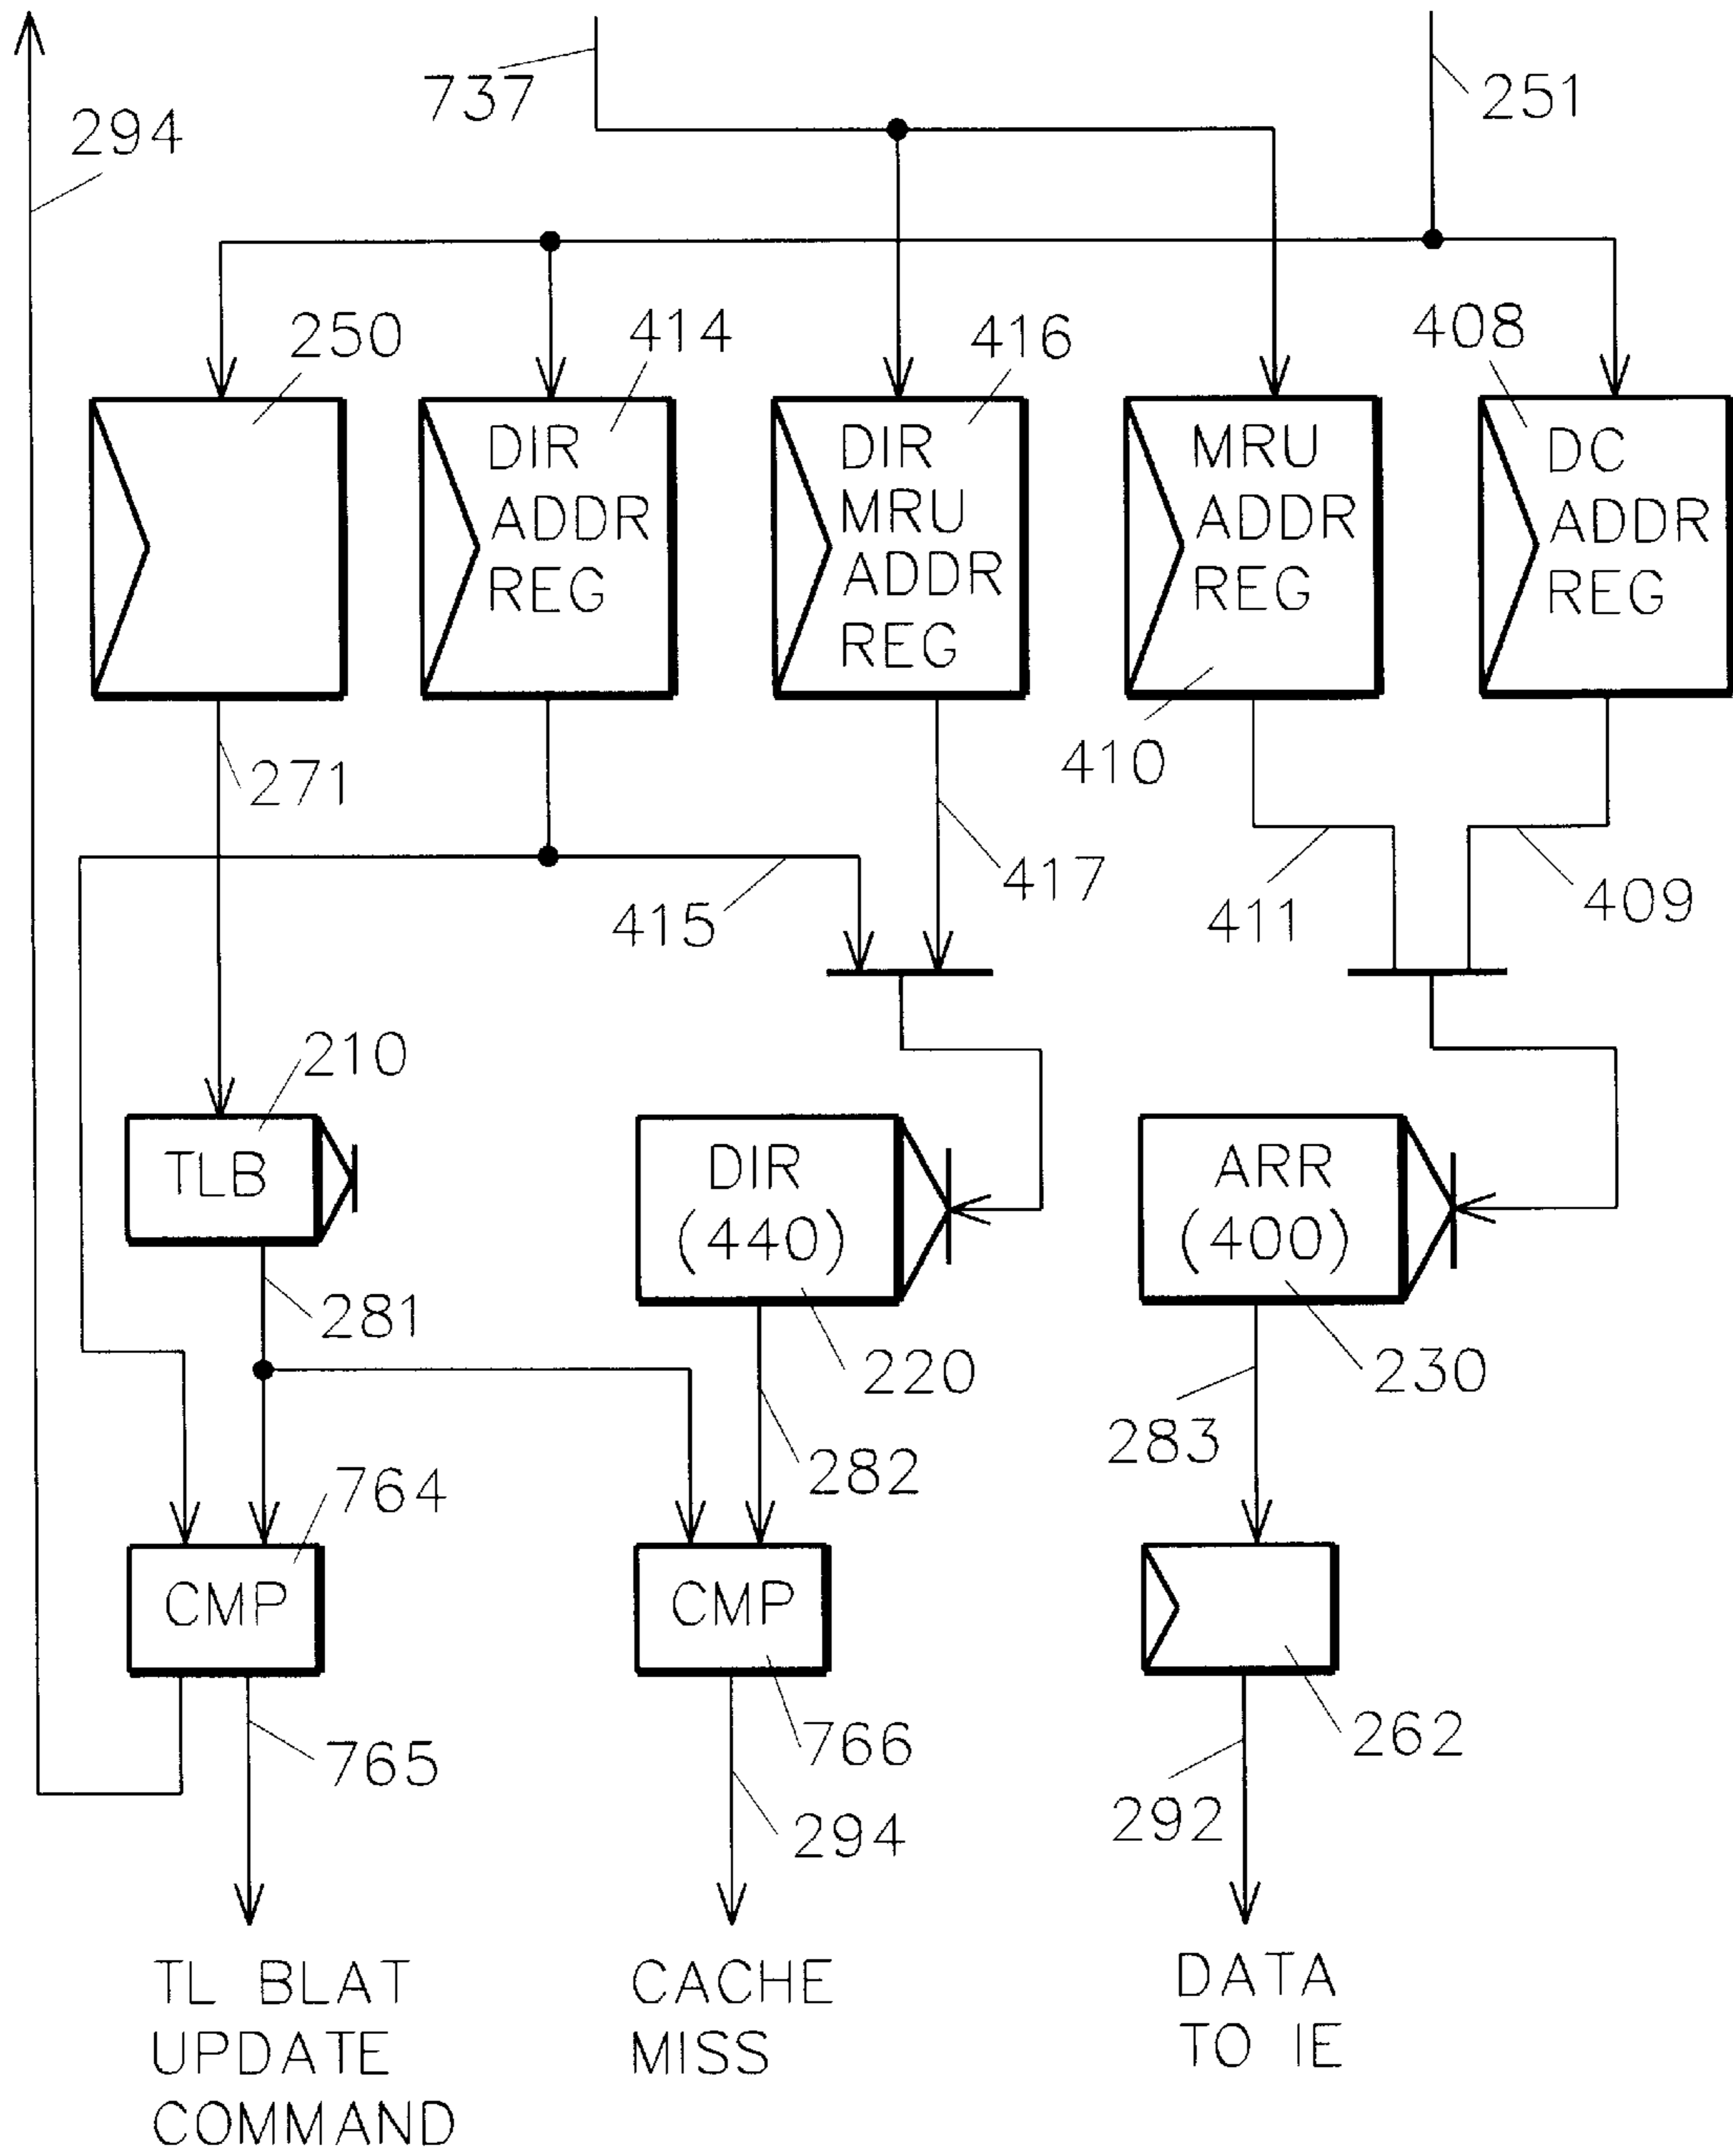 737
251
294
250
414
416
408
DIR
ADDR
REG
DIR
MRU
ADDR
REG
MRU
ADDR
REG
DC
ADDR
REG
271
410
415
417
411
409
210
TLB
DIR
(440)
ARR
(400)
281
220
230
283
282
764
CMP
CMP
765
766
262
294
292
TL BLAT
UPDATE
COMMAND
CACHE
MISS
DATA
TO IE